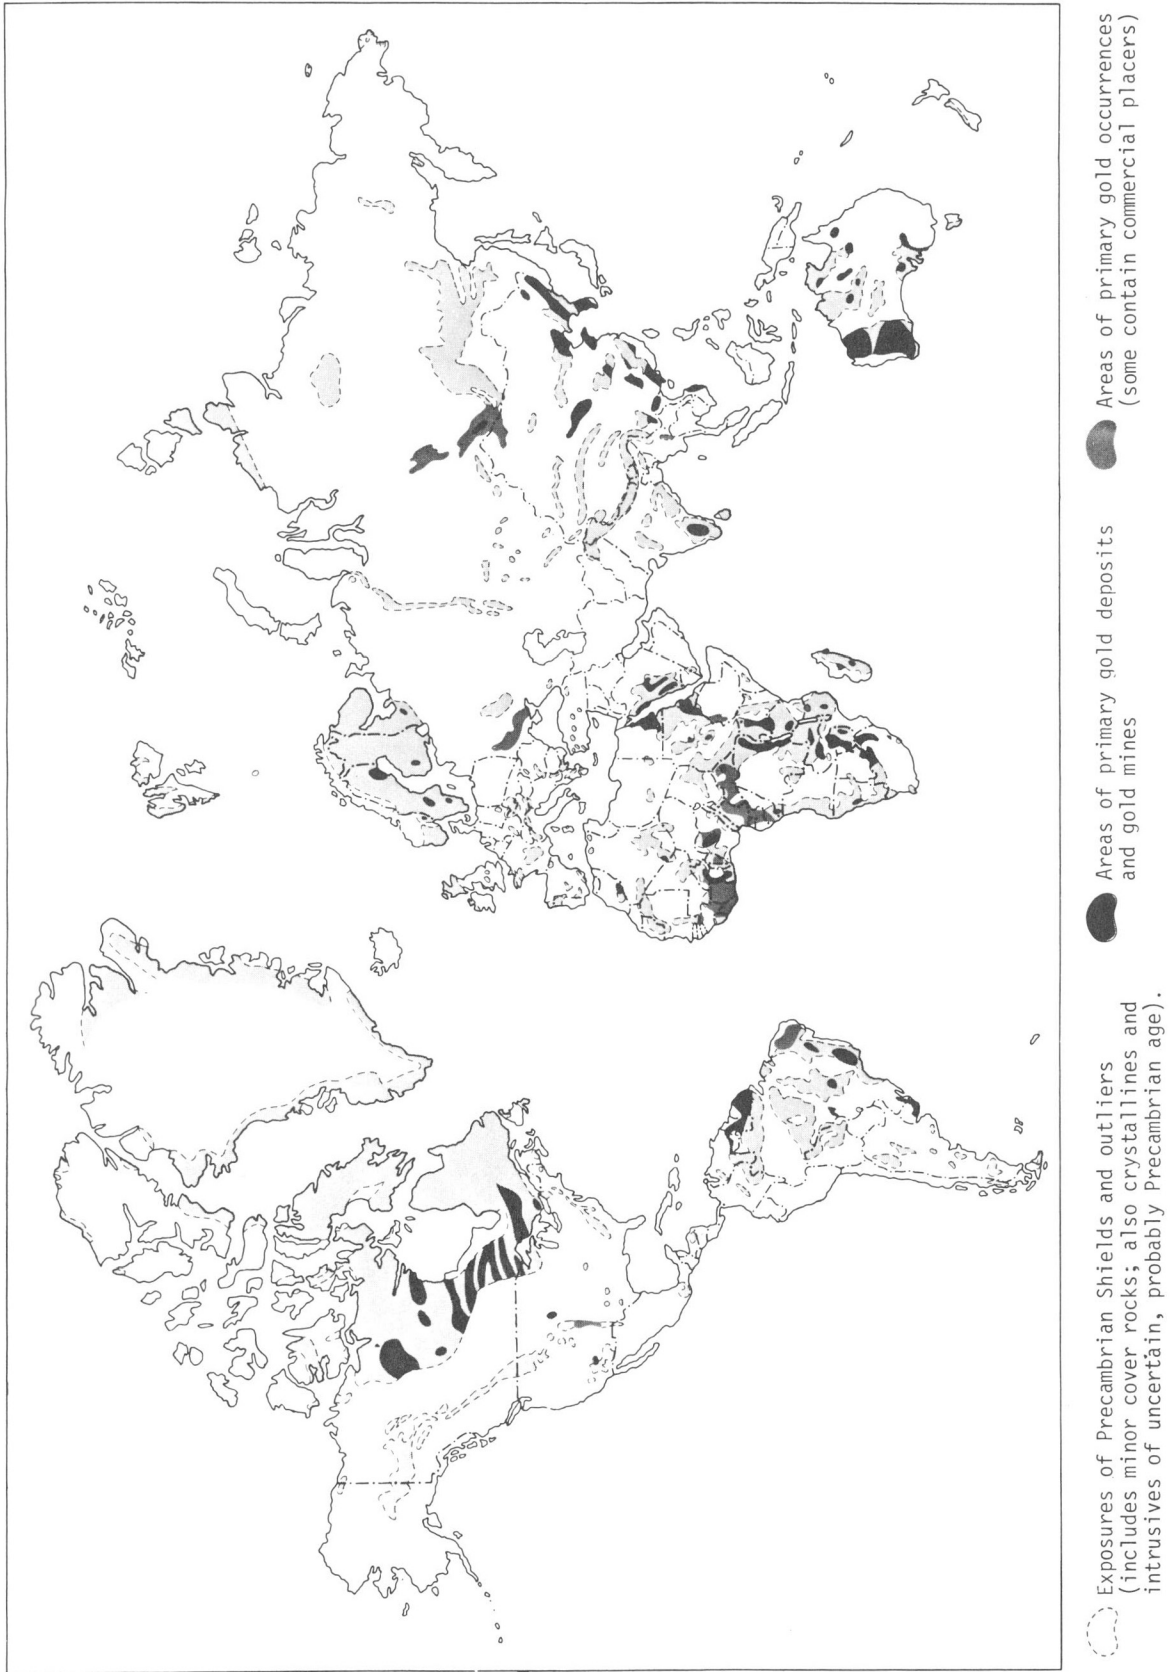 Exposures of Precambrian Shields and outliers
(includes minor cover rocks; also crystallines and
intrusives of uncertain, probably Precambrian age).
Areas of primary gold deposits
and gold mines
Areas of primary gold occurrences
(some contain commercial placers)